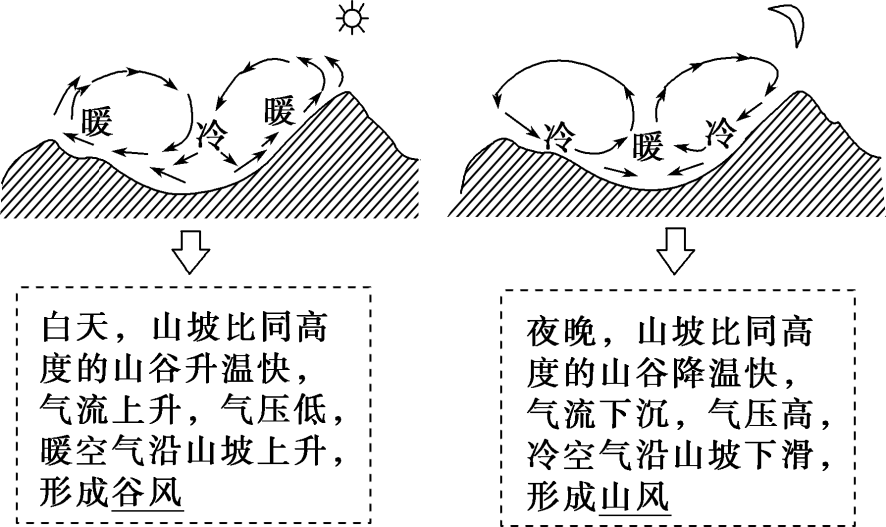 暖
冷
暖
冷
暖
冷
白天，山坡比同高
度的山谷升温快，
气流上升，气压低，
暖空气沿山坡上升，
形成谷风
夜晚，山坡比同高
度的山谷降温快，
气流下沉，气压高，
冷空气沿山坡下滑，
形成山风